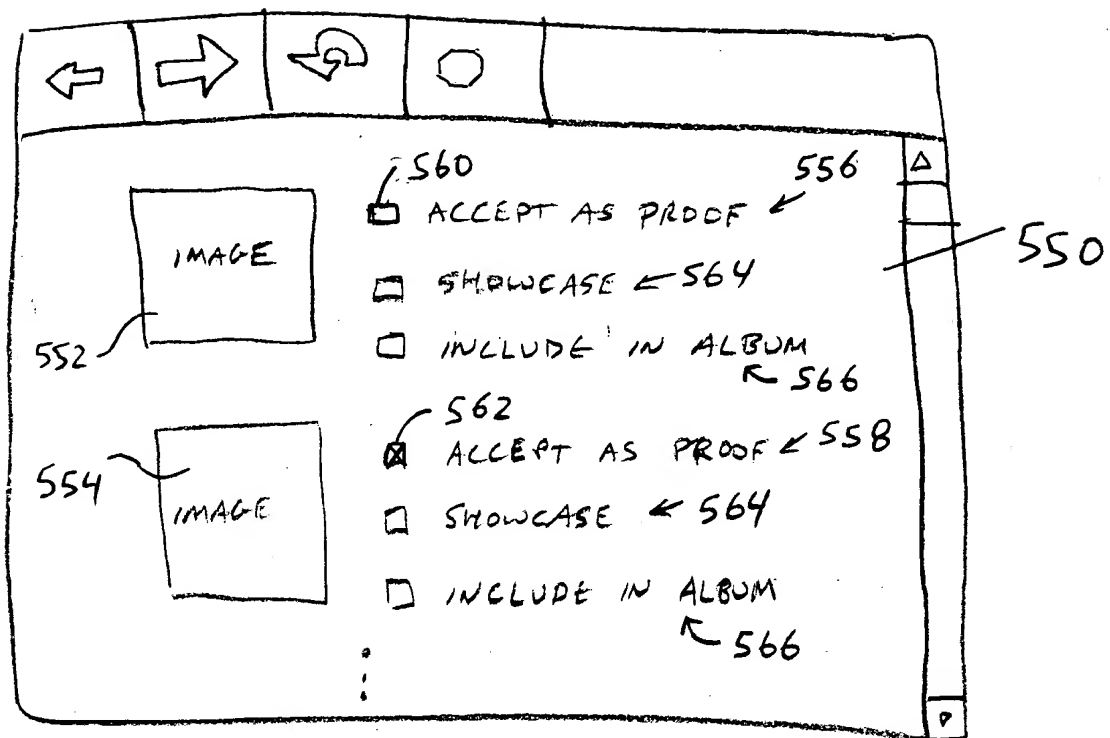 560
556
ACCEPT AS PROOF
IMAGE
SHOWCASE 564
550
552
INCLUDE IN ALBUM
566
562
ACCEPT AS PROOF 558
554
IMAGE
SHOWCASE 564
INCLUDE IN ALBUM
566